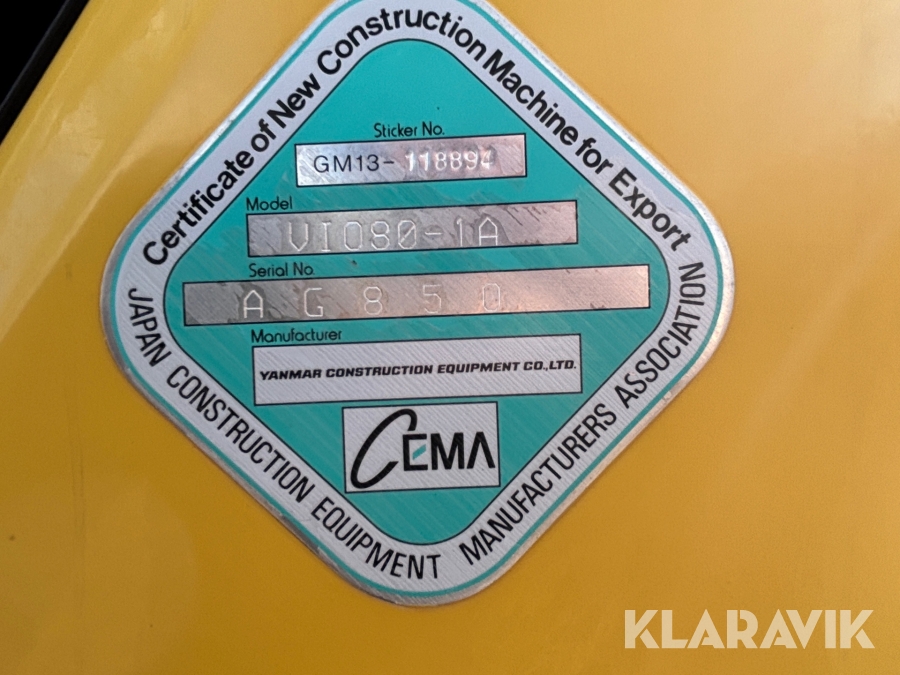 Certificate of New Construction Machine for Export
Sticker No.
GM13-118894
Model
VIO80-1A
Serial No.
AG850
Manufacturer
YANMAR CONSTRUCTION EQUIPMENT CO.,LTD.
CEMA
JAPAN CONSTRUCTION EQUIPMENT MANUFACTURERS ASSOCIATION
KLARAVIK